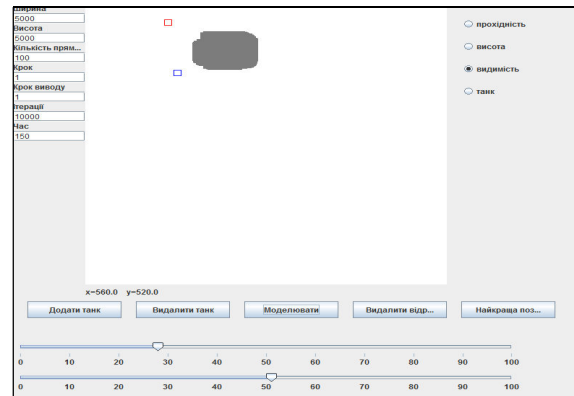 Ширина
5000
Висота
5000
Кількість прям...
100
Крок
1
Крок виводу
1
Ітерації
10000
Час
150
прохідність
висота
видимість
танк
x=560.0 y=520.0
Додати танк Видалити танк Моделювати Видалити відр... Найкраща поз...
0 10 20 30 40 50 60 70 80 90 100
0 10 20 30 40 50 60 70 80 90 100